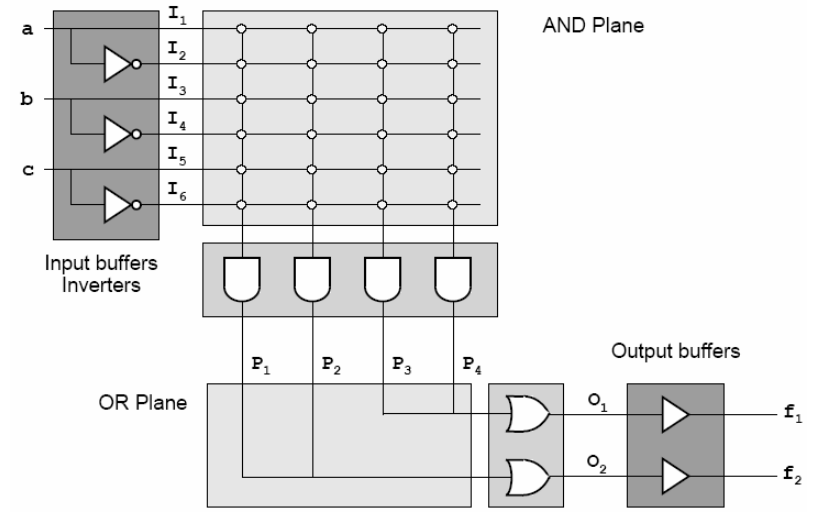 a
b
c
I₁
I₂
I₃
I₄
I₅
I₆
AND Plane
Input buffers
Inverters
P₁
P₂
P₃
P₄
OR Plane
O₁
O₂
Output buffers
f₁
f₂